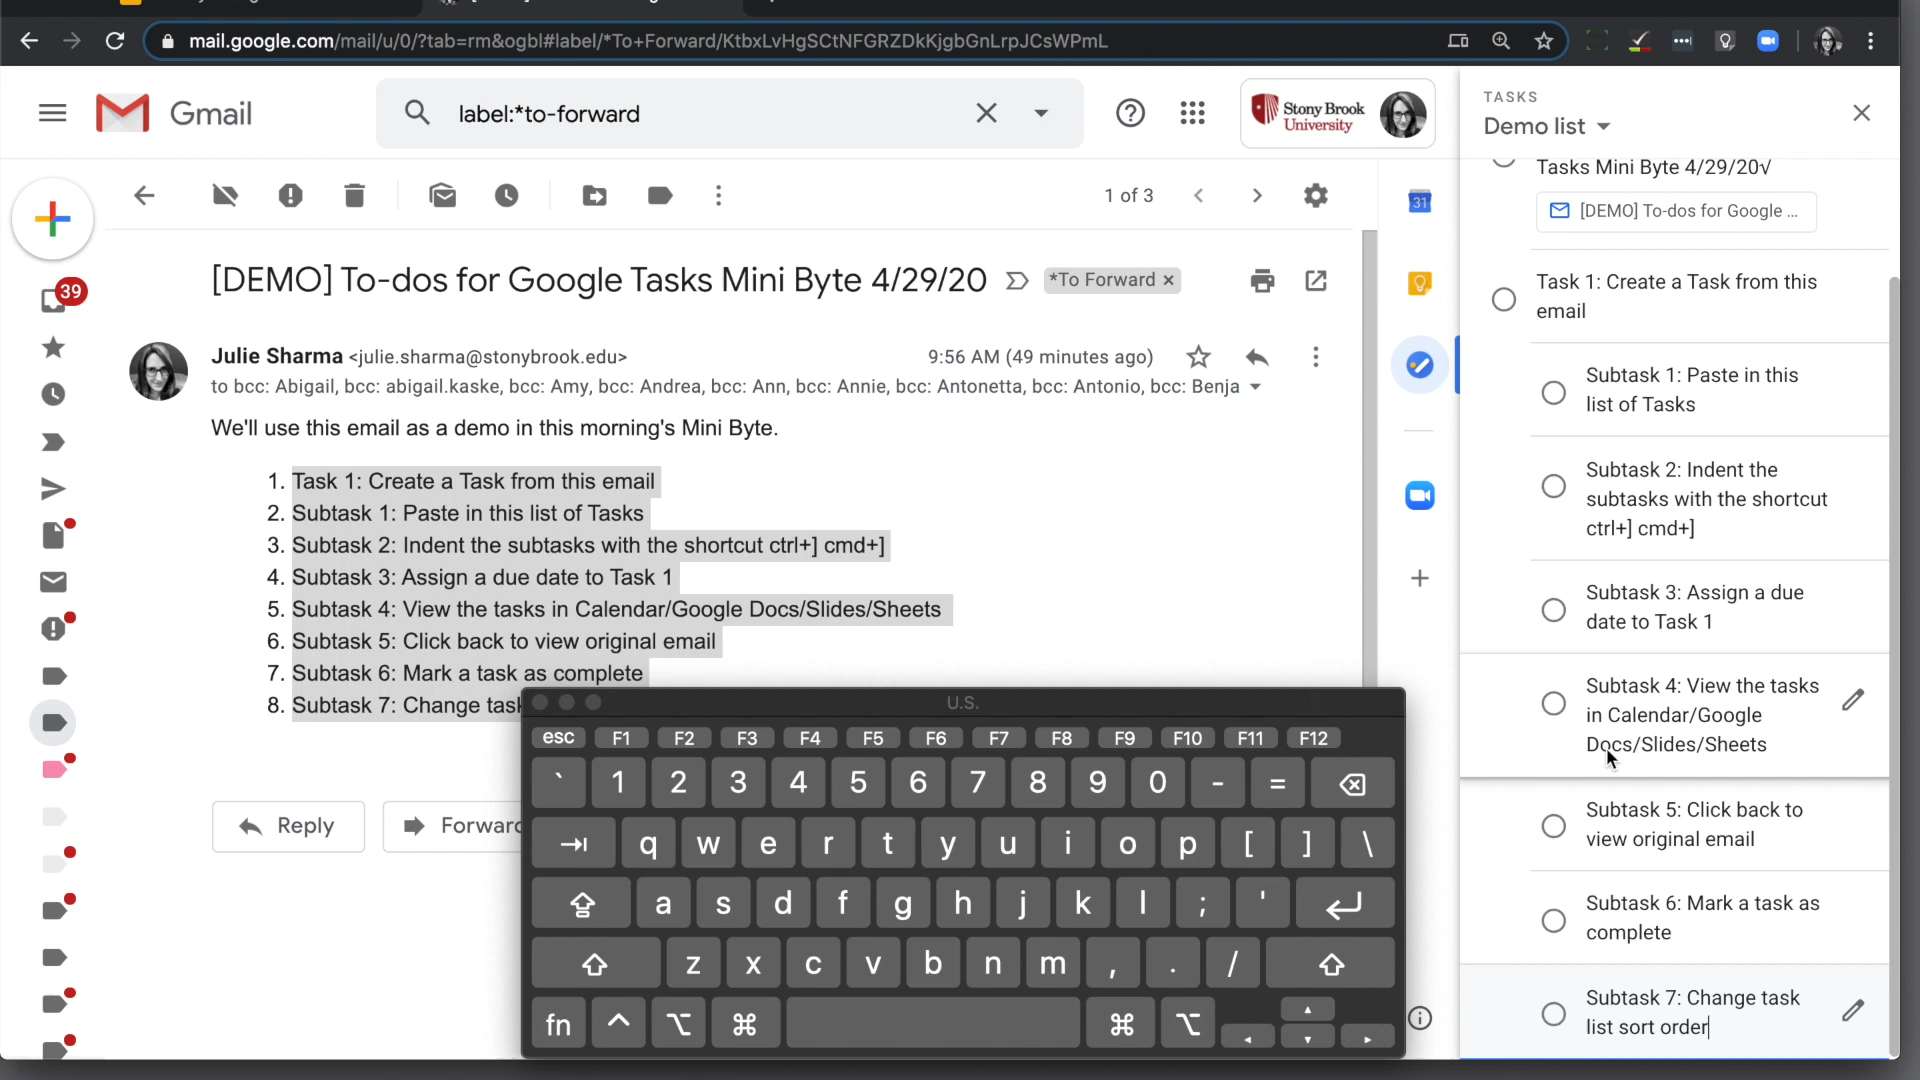 mail.google.com/mail/u/0/?tab=rm&ogbl#label/*To+Forward/KtbxLvHgSCtNFGRZDkKjgbGnLrpJCsWPmL
Gmail
label:*to-forward
Stony Brook
University
TASKS
Demo list
1 of 3
31
Tasks Mini Byte 4/29/20√
[DEMO] To-dos for Google ...
[DEMO] To-dos for Google Tasks Mini Byte 4/29/20
*To Forward ×
39
Julie Sharma <julie.sharma@stonybrook.edu>
9:56 AM (49 minutes ago)
to bcc: Abigail, bcc: abigail.kaske, bcc: Amy, bcc: Andrea, bcc: Ann, bcc: Annie, bcc: Antonetta, bcc: Antonio, bcc: Benja
We'll use this email as a demo in this morning's Mini Byte.
1. Task 1: Create a Task from this email
2. Subtask 1: Paste in this list of Tasks
3. Subtask 2: Indent the subtasks with the shortcut ctrl+] cmd+]
4. Subtask 3: Assign a due date to Task 1
5. Subtask 4: View the tasks in Calendar/Google Docs/Slides/Sheets
6. Subtask 5: Click back to view original email
7. Subtask 6: Mark a task as complete
8. Subtask 7: Change task
Reply
Forward
Task 1: Create a Task from this
email
Subtask 1: Paste in this
list of Tasks
Subtask 2: Indent the
subtasks with the shortcut
ctrl+] cmd+]
Subtask 3: Assign a due
date to Task 1
Subtask 4: View the tasks
in Calendar/Google
Docs/Slides/Sheets
Subtask 5: Click back to
view original email
Subtask 6: Mark a task as
complete
Subtask 7: Change task
list sort order
U.S.
esc F1 F2 F3 F4 F5 F6 F7 F8 F9 F10 F11 F12
` 1 2 3 4 5 6 7 8 9 0 - =
q w e r t y u i o p [ ] \
a s d f g h j k l ; '
z x c v b n m , . /
fn